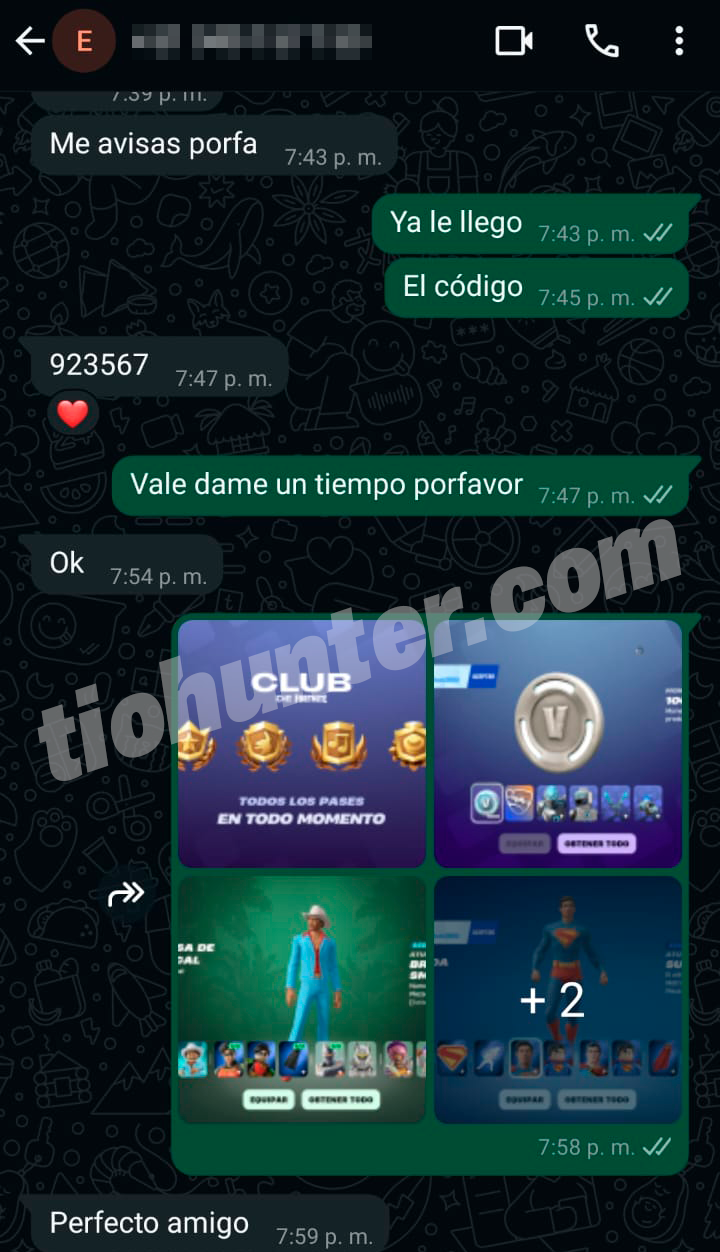 E
7:39 p. m.
Me avisas porfa
7:43 p. m.
Ya le llego
7:43 p. m.
El código
7:45 p. m.
923567
7:47 p. m.
Vale dame un tiempo porfavor
7:47 p. m.
Ok
7:54 p. m.
tiohunter.com
CLUB
TODOS LOS PASES
EN TODO MOMENTO
EQUIPAR
OBTENER TODO
SA DE
EQUIPAR
OBTENER TODO
+ 2
EQUIPAR
OBTENER TODO
7:58 p. m.
Perfecto amigo
7:59 p. m.